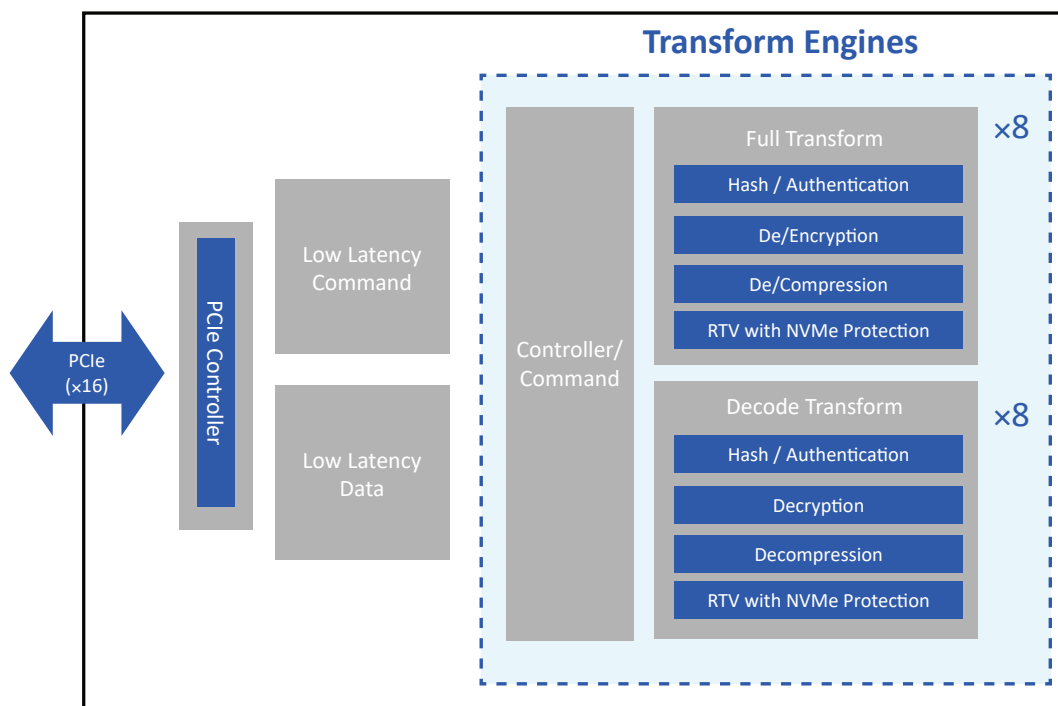 Transform Engines
PCIe
(×16)
PCIe Controller
Low Latency
Command
Low Latency
Data
Controller/
Command
Full Transform
×8
Hash / Authentication
De/Encryption
De/Compression
RTV with NVMe Protection
Decode Transform
×8
Hash / Authentication
Decryption
Decompression
RTV with NVMe Protection